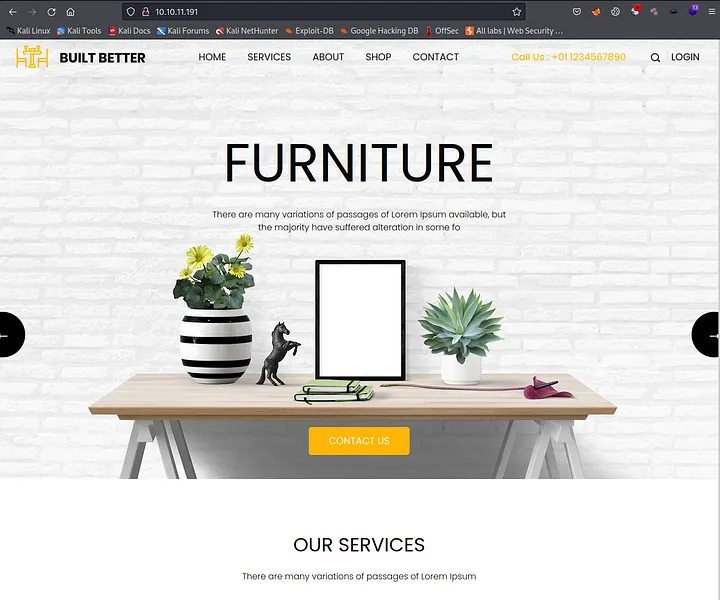 10.10.11.191
Kali Linux Kali Tools Kali Docs Kali Forums Kali NetHunter Exploit-DB Google Hacking DB OffSec All labs | Web Security …
BUILT BETTER HOME SERVICES ABOUT SHOP CONTACT Call Us : +01 1234567890 LOGIN
FURNITURE
There are many variations of passages of Lorem Ipsum available, but
the majority have suffered alteration in some fo
CONTACT US
OUR SERVICES
There are many variations of passages of Lorem Ipsum